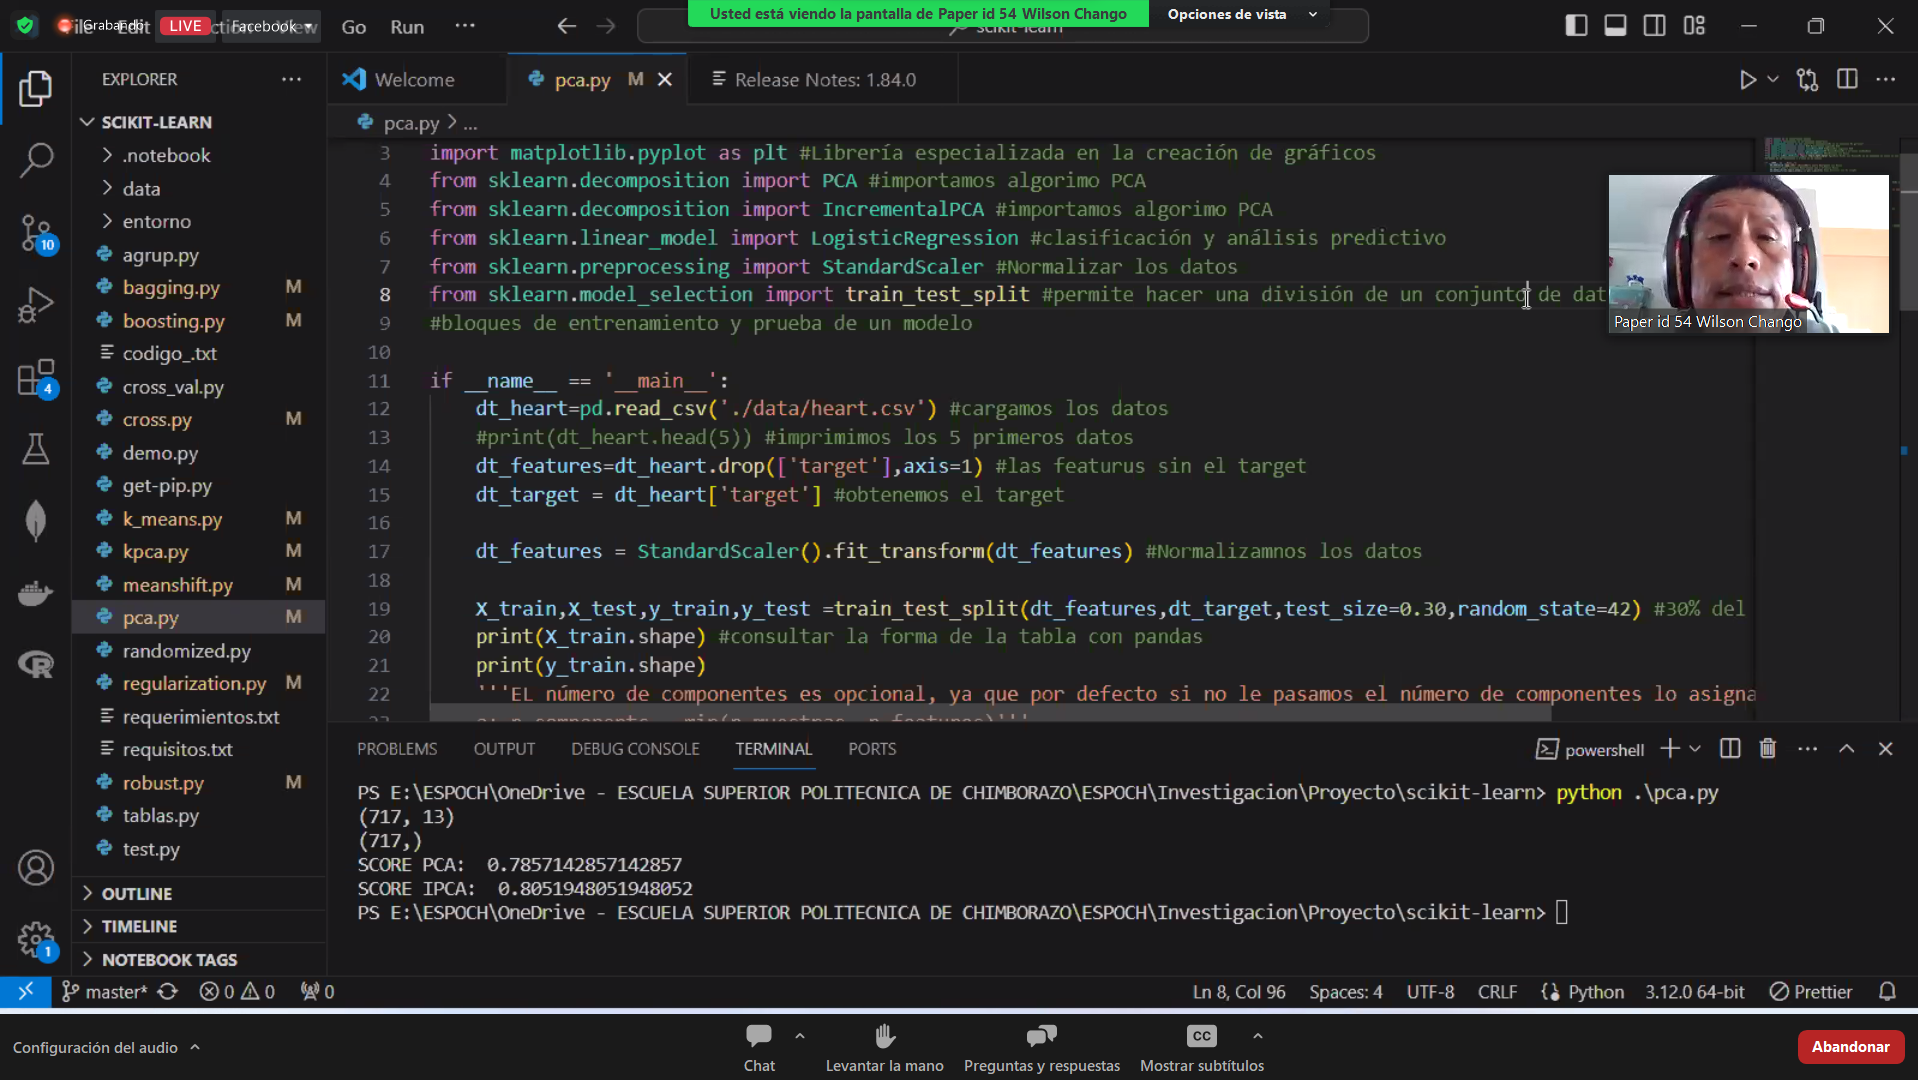 Grabando
LIVE
Facebook
View
Go
Run
Usted está viendo la pantalla de Paper id 54 Wilson Chango
Opciones de vista
scikit-learn
EXPLORER
Welcome
pca.py M
Release Notes: 1.84.0
SCIKIT-LEARN
.notebook
data
entorno
agrup.py
bagging.py M
boosting.py M
codigo_.txt
cross_val.py
cross.py M
demo.py
get-pip.py
k_means.py M
kpca.py M
meanshift.py M
pca.py M
randomized.py
regularization.py M
requerimientos.txt
requisitos.txt
robust.py M
tablas.py
test.py
OUTLINE
TIMELINE
NOTEBOOK TAGS
10
4
1
pca.py > ...
3 import matplotlib.pyplot as plt #Librería especializada en la creación de gráficos
4 from sklearn.decomposition import PCA #importamos algorimo PCA
5 from sklearn.decomposition import IncrementalPCA #importamos algorimo PCA
6 from sklearn.linear_model import LogisticRegression #clasificación y análisis predictivo
7 from sklearn.preprocessing import StandardScaler #Normalizar los datos
8 from sklearn.model_selection import train_test_split #permite hacer una división de un conjunto de dat
9 #bloques de entrenamiento y prueba de un modelo
10
11 if __name__ == '__main__':
12 dt_heart=pd.read_csv('./data/heart.csv') #cargamos los datos
13 #print(dt_heart.head(5)) #imprimimos los 5 primeros datos
14 dt_features=dt_heart.drop(['target'],axis=1) #las featurus sin el target
15 dt_target = dt_heart['target'] #obtenemos el target
16
17 dt_features = StandardScaler().fit_transform(dt_features) #Normalizamnos los datos
18
19 X_train,X_test,y_train,y_test =train_test_split(dt_features,dt_target,test_size=0.30,random_state=42) #30% del
20 print(X_train.shape) #consultar la forma de la tabla con pandas
21 print(y_train.shape)
22 '''EL número de componentes es opcional, ya que por defecto si no le pasamos el número de componentes lo asigna
Paper id 54 Wilson Chango
PROBLEMS
OUTPUT
DEBUG CONSOLE
TERMINAL
PORTS
powershell
PS E:\ESPOCH\OneDrive - ESCUELA SUPERIOR POLITECNICA DE CHIMBORAZO\ESPOCH\Investigacion\Proyecto\scikit-learn> python .\pca.py
(717, 13)
(717,)
SCORE PCA: 0.7857142857142857
SCORE IPCA: 0.8051948051948052
PS E:\ESPOCH\OneDrive - ESCUELA SUPERIOR POLITECNICA DE CHIMBORAZO\ESPOCH\Investigacion\Proyecto\scikit-learn>
master*
0
0
0
Ln 8, Col 96
Spaces: 4
UTF-8
CRLF
Python
3.12.0 64-bit
Prettier
Configuración del audio
Chat
Levantar la mano
Preguntas y respuestas
CC
Mostrar subtítulos
Abandonar